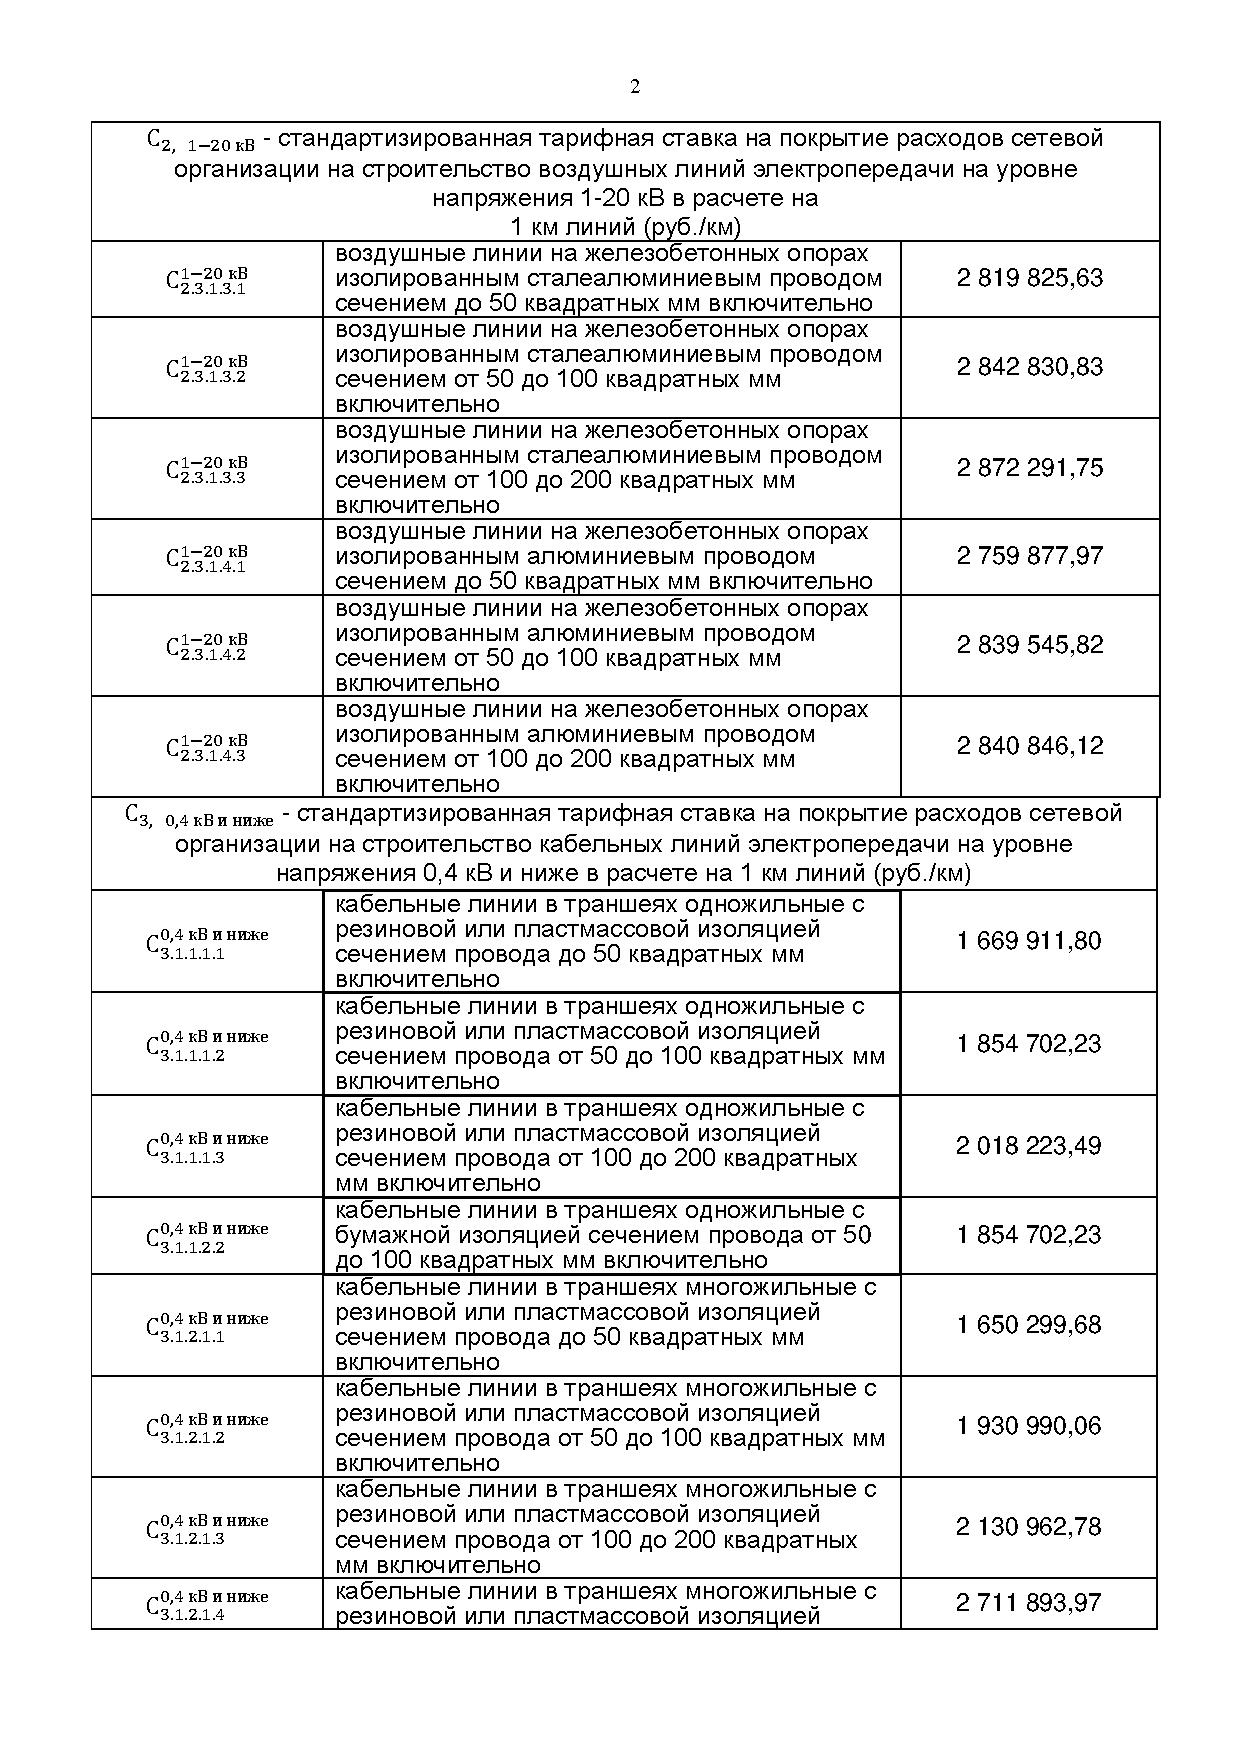 2
С2, 1−20 кВ - стандартизированная тарифная ставка на покрытие расходов сетевой
организации на строительство воздушных линий электропередачи на уровне
напряжения 1-20 кВ в расчете на
1 км линий (руб./км)
С 1−20 кВ 2.3.1.3.1
воздушные линии на железобетонных опорах
изолированным сталеалюминиевым проводом
сечением до 50 квадратных мм включительно
2 819 825,63
С 1−20 кВ 2.3.1.3.2
воздушные линии на железобетонных опорах
изолированным сталеалюминиевым проводом
сечением от 50 до 100 квадратных мм
включительно
2 842 830,83
С 1−20 кВ 2.3.1.3.3
воздушные линии на железобетонных опорах
изолированным сталеалюминиевым проводом
сечением от 100 до 200 квадратных мм
включительно
2 872 291,75
С 1−20 кВ 2.3.1.4.1
воздушные линии на железобетонных опорах
изолированным алюминиевым проводом
сечением до 50 квадратных мм включительно
2 759 877,97
С 1−20 кВ 2.3.1.4.2
воздушные линии на железобетонных опорах
изолированным алюминиевым проводом
сечением от 50 до 100 квадратных мм
включительно
2 839 545,82
С 1−20 кВ 2.3.1.4.3
воздушные линии на железобетонных опорах
изолированным алюминиевым проводом
сечением от 100 до 200 квадратных мм
включительно
2 840 846,12
С3, 0,4 кВ и ниже - стандартизированная тарифная ставка на покрытие расходов сетевой
организации на строительство кабельных линий электропередачи на уровне
напряжения 0,4 кВ и ниже в расчете на 1 км линий (руб./км)
С 0,4 кВ и ниже 3.1.1.1.1
кабельные линии в траншеях одножильные с
резиновой или пластмассовой изоляцией
сечением провода до 50 квадратных мм
включительно
1 669 911,80
С 0,4 кВ и ниже 3.1.1.1.2
кабельные линии в траншеях одножильные с
резиновой или пластмассовой изоляцией
сечением провода от 50 до 100 квадратных мм
включительно
1 854 702,23
С 0,4 кВ и ниже 3.1.1.1.3
кабельные линии в траншеях одножильные с
резиновой или пластмассовой изоляцией
сечением провода от 100 до 200 квадратных
мм включительно
2 018 223,49
С 0,4 кВ и ниже 3.1.1.2.2
кабельные линии в траншеях одножильные с
бумажной изоляцией сечением провода от 50
до 100 квадратных мм включительно
1 854 702,23
С 0,4 кВ и ниже 3.1.2.1.1
кабельные линии в траншеях многожильные с
резиновой или пластмассовой изоляцией
сечением провода до 50 квадратных мм
включительно
1 650 299,68
С 0,4 кВ и ниже 3.1.2.1.2
кабельные линии в траншеях многожильные с
резиновой или пластмассовой изоляцией
сечением провода от 50 до 100 квадратных мм
включительно
1 930 990,06
С 0,4 кВ и ниже 3.1.2.1.3
кабельные линии в траншеях многожильные с
резиновой или пластмассовой изоляцией
сечением провода от 100 до 200 квадратных
мм включительно
2 130 962,78
С 0,4 кВ и ниже 3.1.2.1.4
кабельные линии в траншеях многожильные с
резиновой или пластмассовой изоляцией
2 711 893,97